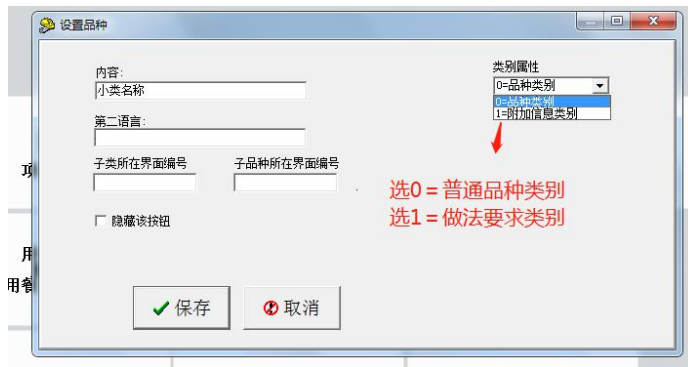 设置品种
内容:
小类名称
类别属性
0=品种类别
0=品种类别
1=附加信息类别
第二语言:
子类所在界面编号
子品种所在界面编号
选0=普通品种类别
选1=做法要求类别
隐藏该按钮
保存
取消
用
用餐